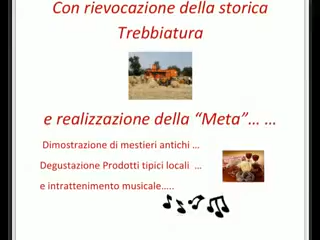 Con rievocazione della storica
Trebbiatura
e realizzazione della “Meta”… …
Dimostrazione di mestieri antichi …
Degustazione Prodotti tipici locali …
e intrattenimento musicale…..